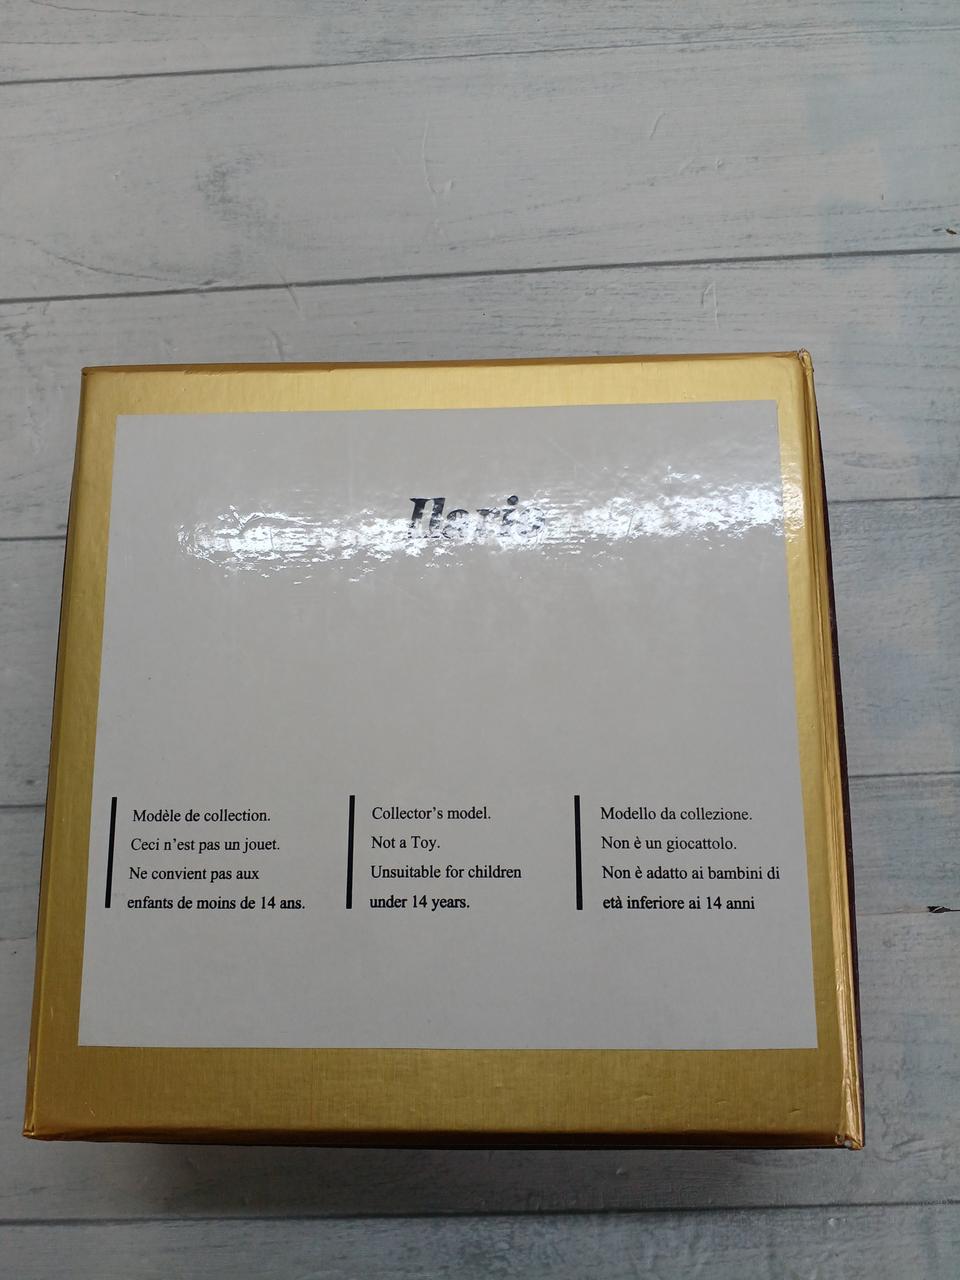 Ilario
Modèle de collection.
Ceci n'est pas un jouet.
Ne convient pas aux
enfants de moins de 14 ans.
Collector's model.
Not a Toy.
Unsuitable for children
under 14 years.
Modello da collezione.
Non è un giocattolo.
Non è adatto ai bambini di
età inferiore ai 14 anni